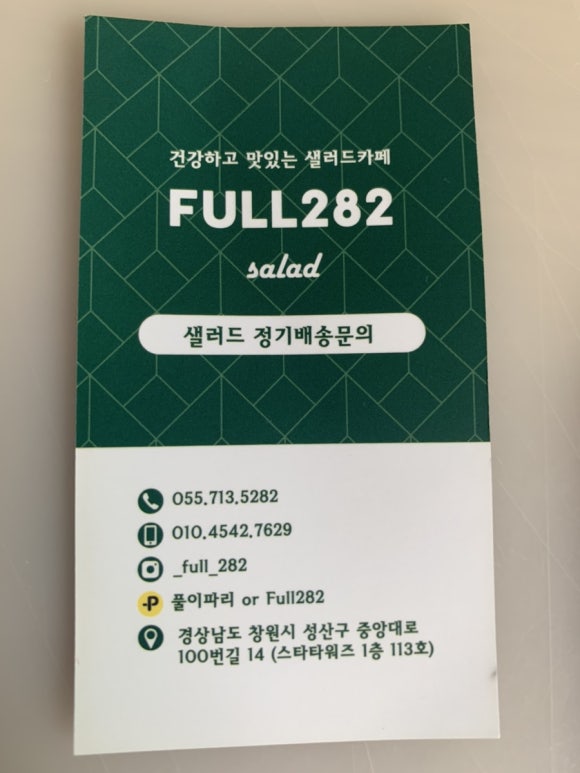 건강하고 맛있는 샐러드카페
FULL282
salad
샐러드 정기배송문의
055.713.5282
010.4542.7629
_full_282
P 풀이파리 or Full282
경상남도 창원시 성산구 중앙대로
100번길 14 (스타타워즈 1층 113호)